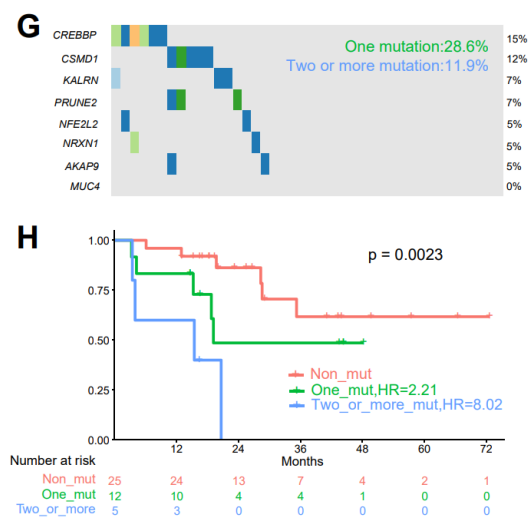 G
CREBBP 15%
One mutation:28.6%
CSMD1 12%
Two or more mutation:11.9%
KALRN 7%
PRUNE2 7%
NFE2L2 5%
NRXN1 5%
AKAP9 5%
MUC4 0%
H
1.00
p = 0.0023
0.75
0.50
Non_mut
One_mut,HR=2.21
0.25
Two_or_more_mut,HR=8.02
0.00
12 24 36 48 60 72
Number at risk Months
Non_mut 25 24 13 7 4 2 1
One_mut 12 10 4 4 1 0 0
Two_or_more 5 3 0 0 0 0 0